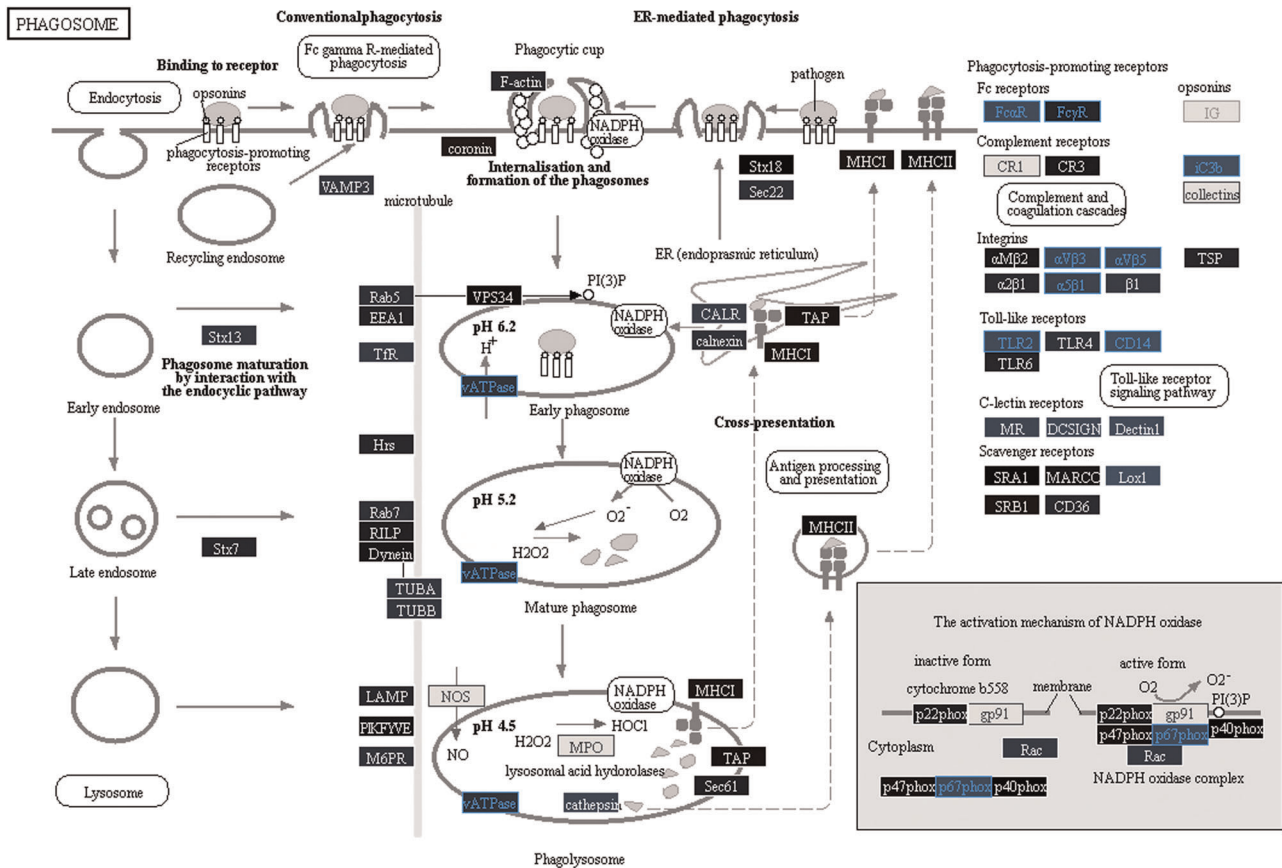 PHAGOSOME
Conventionalphagocytosis
ER-mediated phagocytosis
Fc gamma R-mediated
phagocytosis
Phagocytic cup
Binding to receptor
Endocytosis
opsonins
F-actin
pathogen
NADPH
oxidase
phagocytosis-promoting
receptors
coronin
Internalisation and
formation of the phagosomes
VAMP3
microtubule
Stx18
Sec22
MHCI
MHCII
Recycling endosome
ER (endoprasmic reticulum)
PI(3)P
Rab5
VPS34
EEA1
Stx13
TfR
pH 6.2
H+
NADPH
oxidase
CALR
calnexin
TAP
MHCI
vATPase
Phagosome maturation
by interaction with
the endocyclic pathway
Early endosome
Early phagosome
Cross-presentation
Hrs
NADPH
oxidase
Antigen processing
and presentation
pH 5.2
O2-
O2
H2O2
vATPase
Rab7
RILP
Dynein
Stx7
MHCII
Late endosome
TUBA
TUBB
Mature phagosome
LAMP
PIKFYVE
M6PR
NOS
NO
pH 4.5
NADPH
oxidase
MHCI
HOCl
H2O2
MPO
lysosomal acid hydorolases
TAP
Sec61
vATPase
cathepsin
Lysosome
Phagolysosome
Phagocytosis-promoting receptors
Fc receptors
opsonins
FcαR
FcγR
IG
Complement receptors
CR1
CR3
iC3b
collectins
Complement and
coagulation cascades
Integrins
αMβ2
αVβ3
αVβ5
TSP
α2β1
α5β1
β1
Toll-like receptors
TLR2
TLR4
CD14
TLR6
Toll-like receptor
signaling pathway
C-lectin receptors
MR
DCSIGN
Dectin1
Scavenger receptors
SRA1
MARCO
Lox1
SRB1
CD36
The activation mechanism of NADPH oxidase
inactive form
active form
cytochrome b558
membrane
O2
O2-
PI(3)P
p22phox
gp91
p22phox
gp91
p47phox
p67phox
p40phox
Cytoplasm
Rac
Rac
p47phox
p67phox
p40phox
NADPH oxidase complex